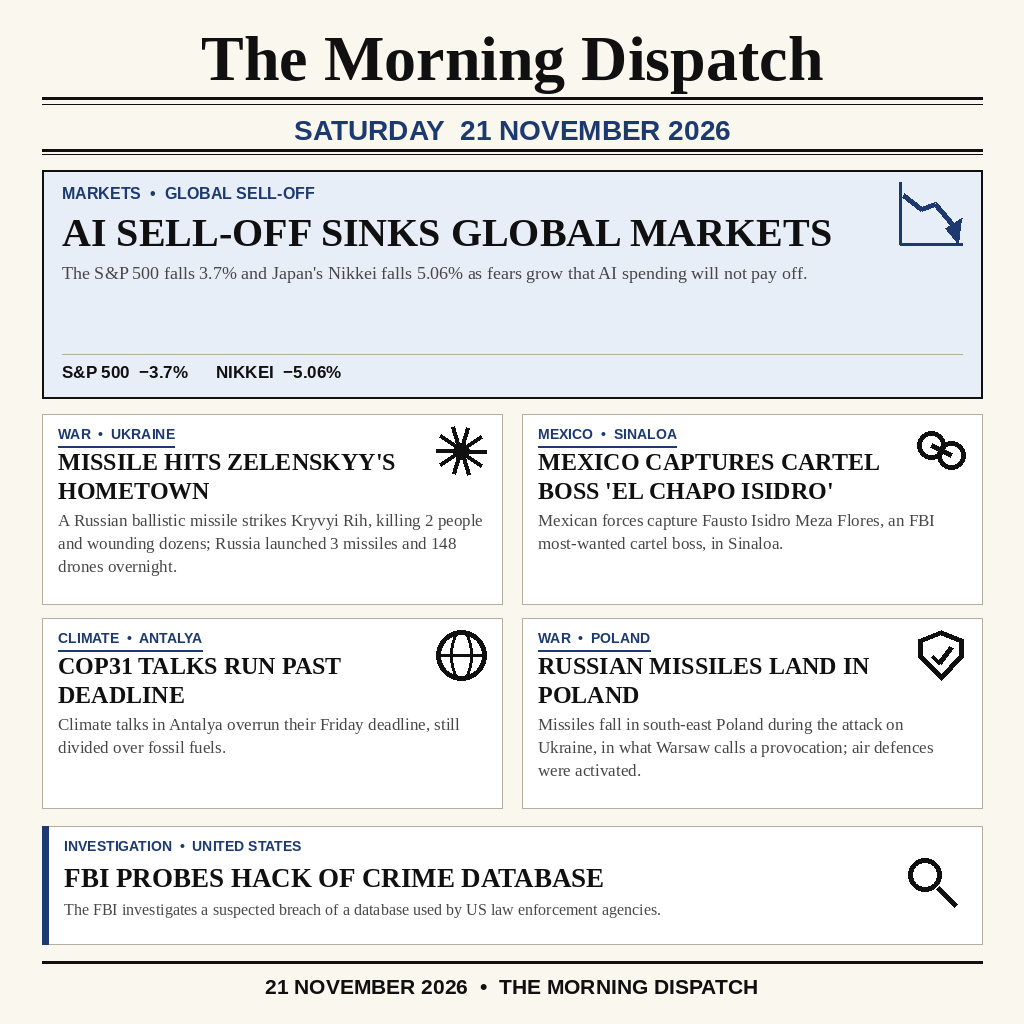 The Morning Dispatch
SATURDAY 21 NOVEMBER 2026
MARKETS • GLOBAL SELL-OFF
AI SELL-OFF SINKS GLOBAL MARKETS
The S&P 500 falls 3.7% and Japan's Nikkei falls 5.06% as fears grow that AI spending will not pay off.
S&P 500 −3.7% NIKKEI −5.06%
WAR • UKRAINE
MISSILE HITS ZELENSKYY'S
HOMETOWN
A Russian ballistic missile strikes Kryvyi Rih, killing 2 people
and wounding dozens; Russia launched 3 missiles and 148
drones overnight.
MEXICO • SINALOA
MEXICO CAPTURES CARTEL
BOSS 'EL CHAPO ISIDRO'
Mexican forces capture Fausto Isidro Meza Flores, an FBI
most-wanted cartel boss, in Sinaloa.
CLIMATE • ANTALYA
COP31 TALKS RUN PAST
DEADLINE
Climate talks in Antalya overrun their Friday deadline, still
divided over fossil fuels.
WAR • POLAND
RUSSIAN MISSILES LAND IN
POLAND
Missiles fall in south-east Poland during the attack on
Ukraine, in what Warsaw calls a provocation; air defences
were activated.
INVESTIGATION • UNITED STATES
FBI PROBES HACK OF CRIME DATABASE
The FBI investigates a suspected breach of a database used by US law enforcement agencies.
21 NOVEMBER 2026 • THE MORNING DISPATCH